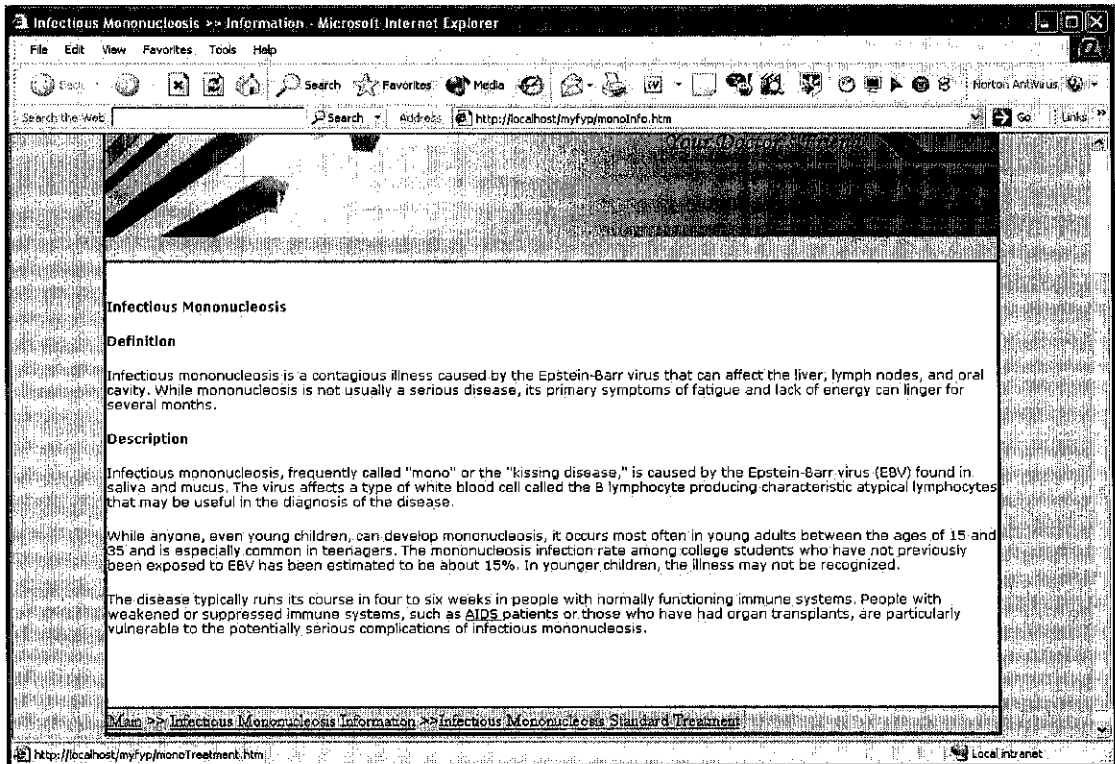 Infectious Mononucleosis >> Information - Microsoft Internet Explorer
File Edit View Favorites Tools Help
Back Search Favorites Media Norton AntiVirus
Search the Web Search Address http://localhost/myfyp/monoInfo.htm Go Links »
Your Doctor
Infectious Mononucleosis
Definition
Infectious mononucleosis is a contagious illness caused by the Epstein-Barr virus that can affect the liver, lymph nodes, and oral
cavity. While mononucleosis is not usually a serious disease, its primary symptoms of fatigue and lack of energy can linger for
several months.
Description
Infectious mononucleosis, frequently called "mono" or the "kissing disease," is caused by the Epstein-Barr virus (EBV) found in
saliva and mucus. The virus affects a type of white blood cell called the B lymphocyte producing characteristic atypical lymphocytes
that may be useful in the diagnosis of the disease.
While anyone, even young children, can develop mononucleosis, it occurs most often in young adults between the ages of 15 and
35 and is especially common in teenagers. The mononucleosis infection rate among college students who have not previously
been exposed to EBV has been estimated to be about 15%. In younger children, the illness may not be recognized.
The disease typically runs its course in four to six weeks in people with normally functioning immune systems. People with
weakened or suppressed immune systems, such as AIDS patients or those who have had organ transplants, are particularly
vulnerable to the potentially serious complications of infectious mononucleosis.
Main >> Infectious Mononucleosis Information >>Infectious Mononucleosis Standard Treatment
http://localhost/myfyp/monoTreatment.htm Local intranet